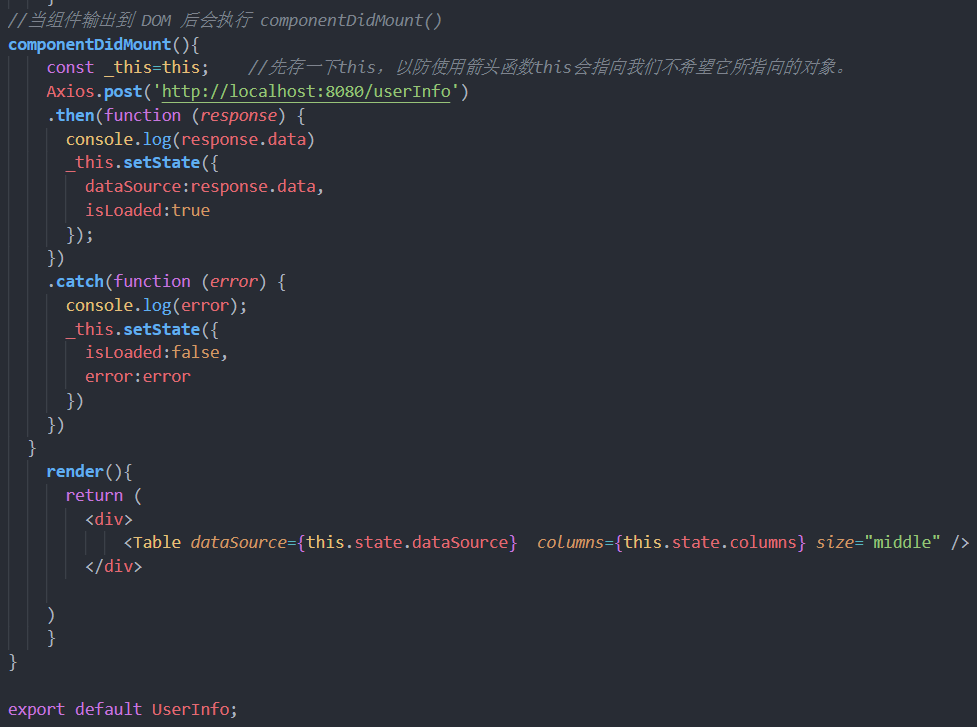 }
//当组件输出到 DOM 后会执行 componentDidMount()
componentDidMount(){
    const _this=this;    //先存一下this，以防使用箭头函数this会指向我们不希望它所指向的对象。
    Axios.post('http://localhost:8080/userInfo')
    .then(function (response) {
      console.log(response.data)
      _this.setState({
        dataSource:response.data,
        isLoaded:true
      });
    })
    .catch(function (error) {
      console.log(error);
      _this.setState({
        isLoaded:false,
        error:error
      })
    })
  }
    render(){
      return (
        <div>
            <Table dataSource={this.state.dataSource}  columns={this.state.columns} size="middle" />
        </div>
    )
    }
}
export default UserInfo;